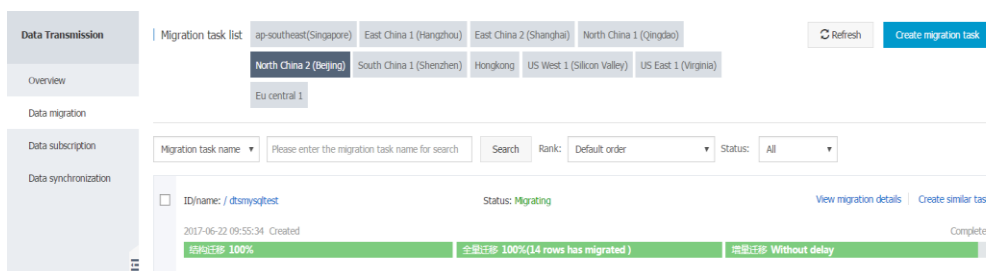 Data Transmission
Overview
Data migration
Data subscription
Data synchronization
Migration task list
ap-southeast(Singapore) East China 1 (Hangzhou) East China 2 (Shanghai) North China 1 (Qingdao)
North China 2 (Beijing) South China 1 (Shenzhen) Hongkong US West 1 (Silicon Valley) US East 1 (Virginia)
Eu central 1
Refresh Create migration task
Migration task name Please enter the migration task name for search Search Rank: Default order Status: All
ID/name: / dtsmysqltest Status: Migrating View migration details Create similar tas
2017-06-22 09:55:34 Created Complete
结构迁移 100% 全量迁移 100%(14 rows has migrated ) 增量迁移 Without delay